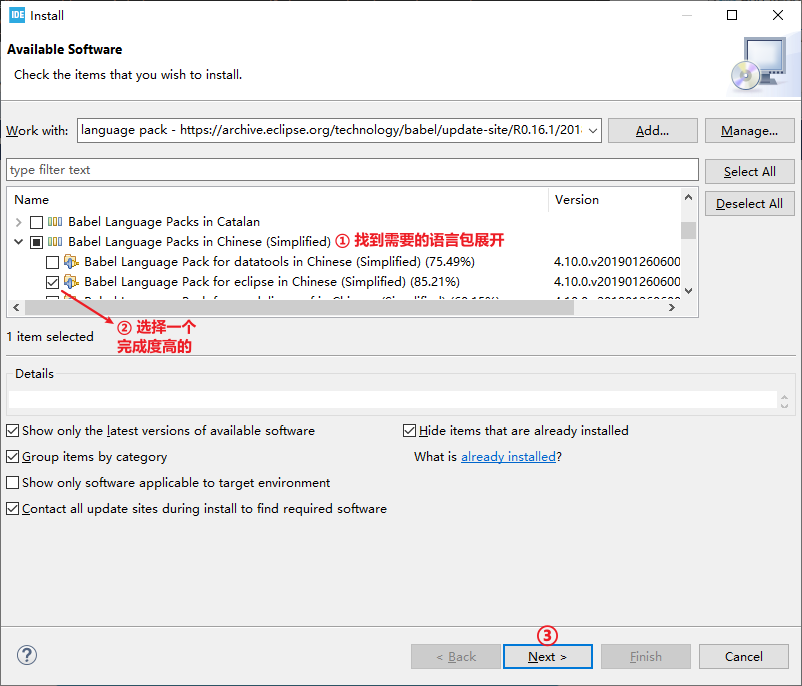 IDE Install
Available Software
Check the items that you wish to install.
Work with: language pack - https://archive.eclipse.org/technology/babel/update-site/R0.16.1/201 Add... Manage...
type filter text Select All
Deselect All
Name Version
Babel Language Packs in Catalan
Babel Language Packs in Chinese (Simplified) ① 找到需要的语言包展开
Babel Language Pack for datatools in Chinese (Simplified) (75.49%) 4.10.0.v201901260600
Babel Language Pack for eclipse in Chinese (Simplified) (85.21%) 4.10.0.v201901260600
② 选择一个
完成度高的
1 item selected
Details
Show only the latest versions of available software Hide items that are already installed
Group items by category What is already installed?
Show only software applicable to target environment
Contact all update sites during install to find required software
③
? < Back Next > Finish Cancel